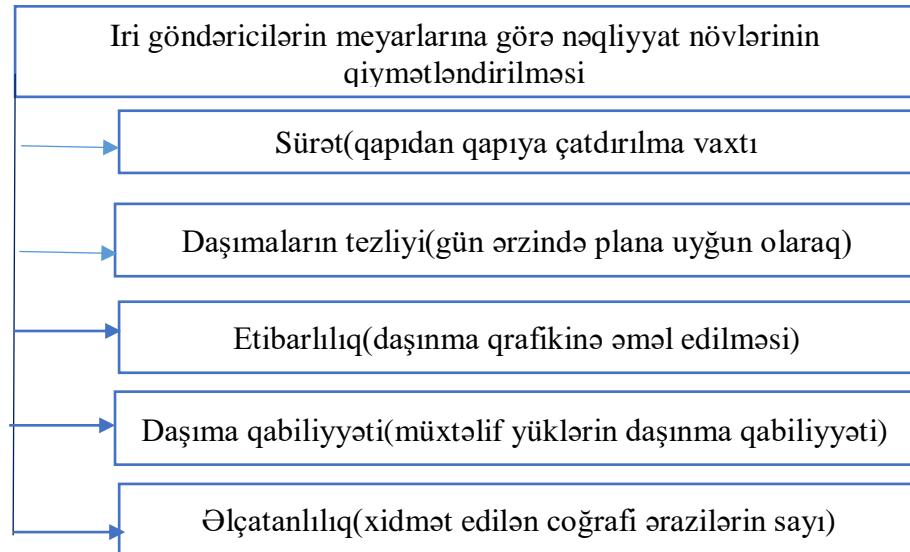 Iri göndəricilərin meyarlarına görə nəqliyyat növlərinin
qiymətləndirilməsi
Sürət(qapıdan qapıya çatdırılma vaxtı
Daşımaların tezliyi(gün ərzində plana uyğun olaraq)
Etibarlılıq(daşınma qrafikinə əməl edilməsi)
Daşıma qabiliyyəti(müxtəlif yüklərin daşınma qabiliyyəti)
Əlçatanlılıq(xidmət edilən coğrafi ərazilərin sayı)